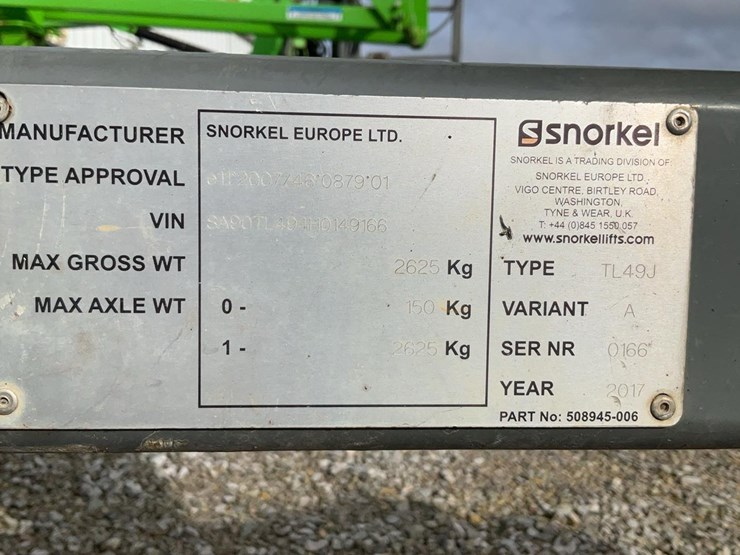 MANUFACTURER SNORKEL EUROPE LTD.
TYPE APPROVAL
VIN
MAX GROSS WT 2625 Kg
MAX AXLE WT 0 - 150 Kg
1 - 2625 Kg
snorkel
SNORKEL IS A TRADING DIVISION OF
SNORKEL EUROPE LTD.
VIGO CENTRE, BIRTLEY ROAD,
WASHINGTON,
TYNE & WEAR, U.K.
T: +44 (0)845 1550 057
www.snorkellifts.com
TYPE TL49J
VARIANT A
SER NR 0166
YEAR 2017
PART No: 508945-006